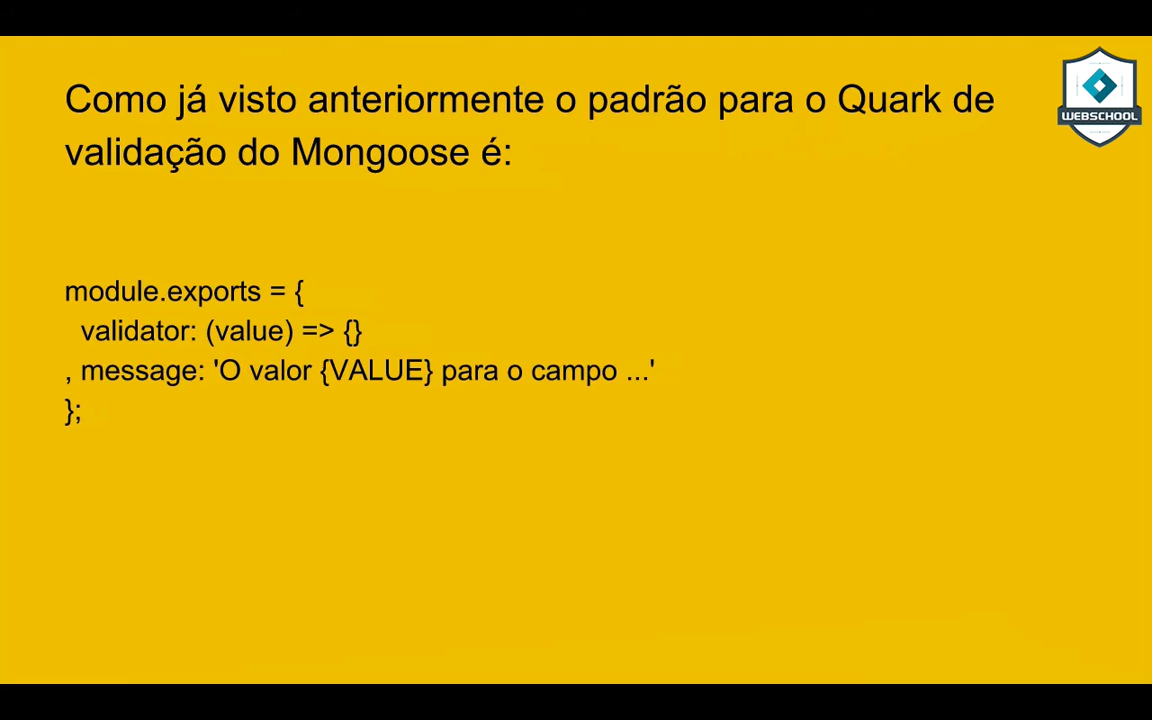 Como já visto anteriormente o padrão para o Quark de
validação do Mongoose é:
WEBSCHOOL
module.exports = {
  validator: (value) => {}
, message: 'O valor {VALUE} para o campo ...'
};